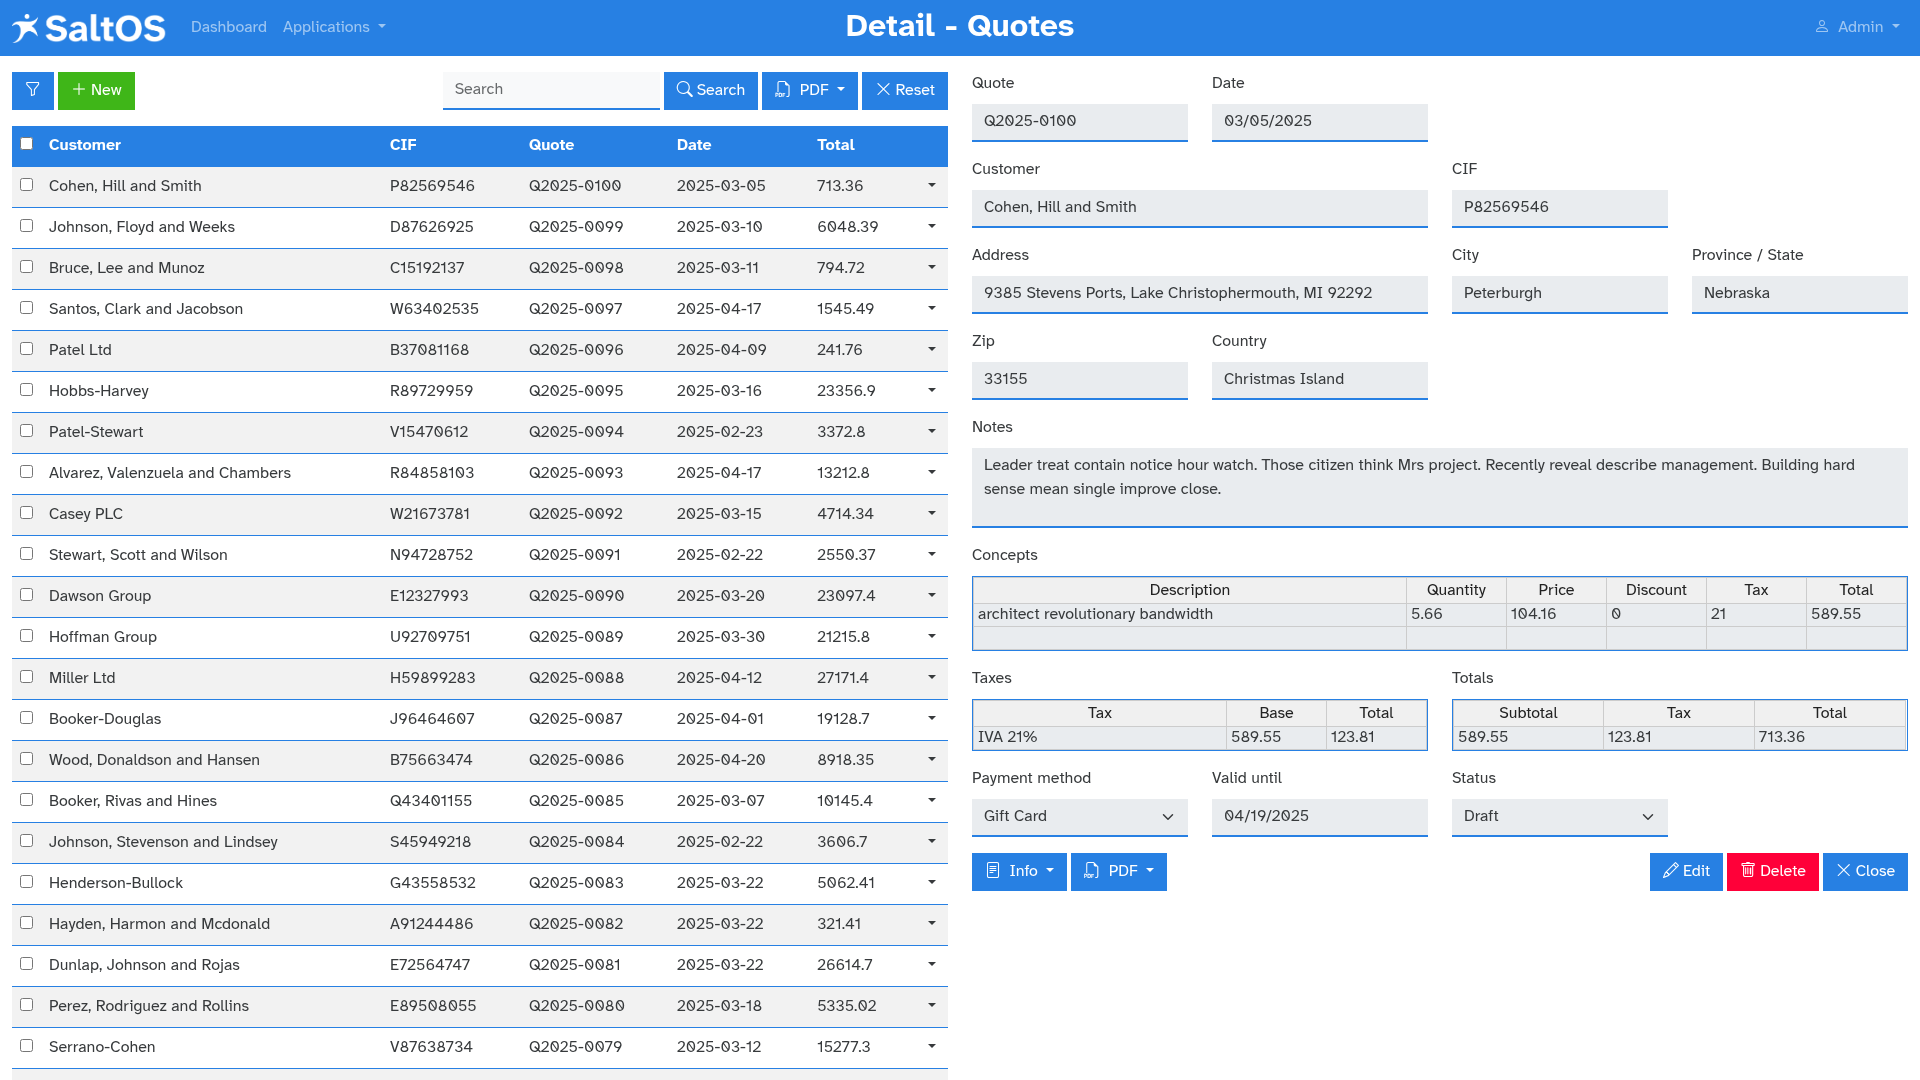 SaltOS Dashboard Applications Detail - Quotes Admin
New Search Search PDF Reset
Customer CIF Quote Date Total
Cohen, Hill and Smith P82569546 Q2025-0100 2025-03-05 713.36
Johnson, Floyd and Weeks D87626925 Q2025-0099 2025-03-10 6048.39
Bruce, Lee and Munoz C15192137 Q2025-0098 2025-03-11 794.72
Santos, Clark and Jacobson W63402535 Q2025-0097 2025-04-17 1545.49
Patel Ltd B37081168 Q2025-0096 2025-04-09 241.76
Hobbs-Harvey R89729959 Q2025-0095 2025-03-16 23356.9
Patel-Stewart V15470612 Q2025-0094 2025-02-23 3372.8
Alvarez, Valenzuela and Chambers R84858103 Q2025-0093 2025-04-17 13212.8
Casey PLC W21673781 Q2025-0092 2025-03-15 4714.34
Stewart, Scott and Wilson N94728752 Q2025-0091 2025-02-22 2550.37
Dawson Group E12327993 Q2025-0090 2025-03-20 23097.4
Hoffman Group U92709751 Q2025-0089 2025-03-30 21215.8
Miller Ltd H59899283 Q2025-0088 2025-04-12 27171.4
Booker-Douglas J96464607 Q2025-0087 2025-04-01 19128.7
Wood, Donaldson and Hansen B75663474 Q2025-0086 2025-04-20 8918.35
Booker, Rivas and Hines Q43401155 Q2025-0085 2025-03-07 10145.4
Johnson, Stevenson and Lindsey S45949218 Q2025-0084 2025-02-22 3606.7
Henderson-Bullock G43558532 Q2025-0083 2025-03-22 5062.41
Hayden, Harmon and Mcdonald A91244486 Q2025-0082 2025-03-22 321.41
Dunlap, Johnson and Rojas E72564747 Q2025-0081 2025-03-22 26614.7
Perez, Rodriguez and Rollins E89508055 Q2025-0080 2025-03-18 5335.02
Serrano-Cohen V87638734 Q2025-0079 2025-03-12 15277.3
Quote Date
Q2025-0100 03/05/2025
Customer CIF
Cohen, Hill and Smith P82569546
Address City Province / State
9385 Stevens Ports, Lake Christophermouth, MI 92292 Peterburgh Nebraska
Zip Country
33155 Christmas Island
Notes
Leader treat contain notice hour watch. Those citizen think Mrs project. Recently reveal describe management. Building hard
sense mean single improve close.
Concepts
Description Quantity Price Discount Tax Total
architect revolutionary bandwidth 5.66 104.16 0 21 589.55
Taxes Totals
Tax Base Total Subtotal Tax Total
IVA 21% 589.55 123.81 589.55 123.81 713.36
Payment method Valid until Status
Gift Card 04/19/2025 Draft
Info PDF Edit Delete Close